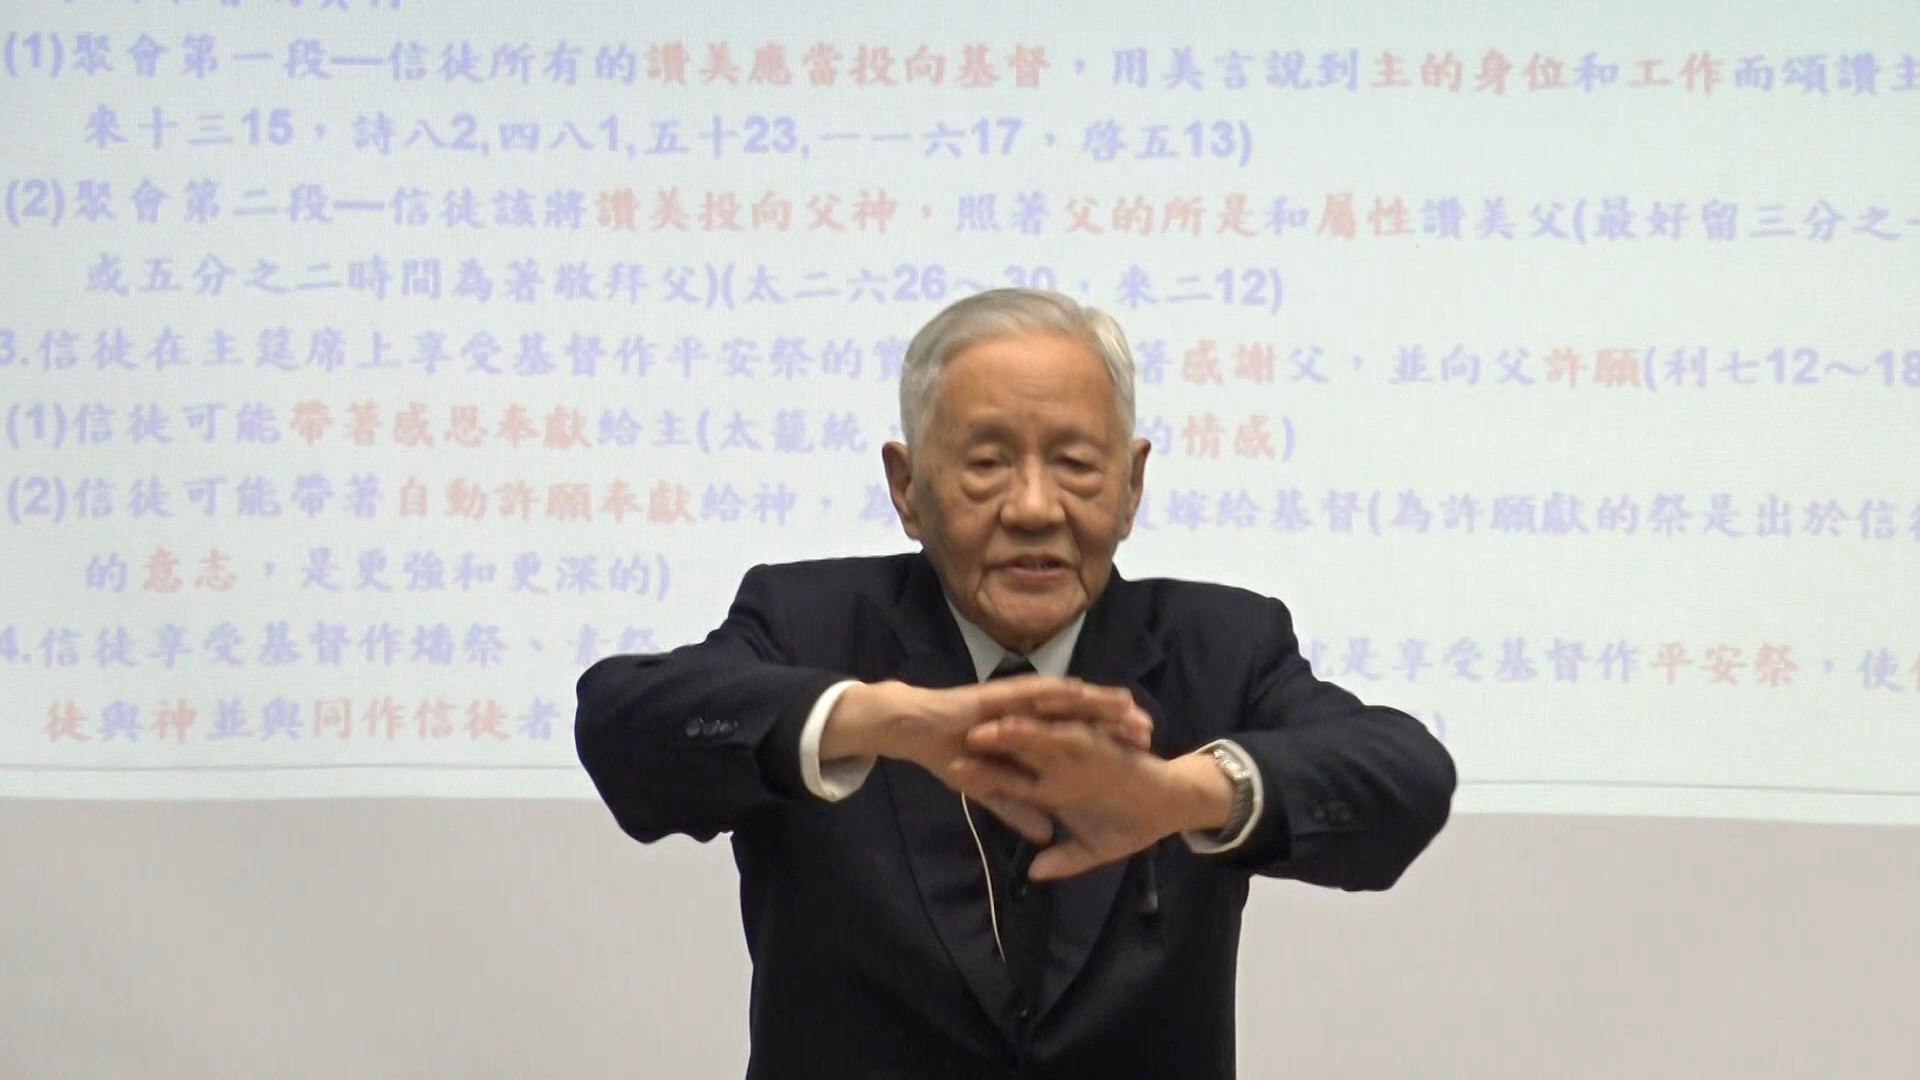 (1)聚會第一段—信徒所有的讚美應當投向基督，用美言說到主的身位和工作而頌讚主
來十三15，詩八2,四八1,五十23,一一六17，啓五13)
(2)聚會第二段—信徒該將讚美投向父神，照著父的所是和屬性讚美父(最好留三分之一
或五分之二時間為著敬拜父)(太二六26～30，來二12)
3.信徒在主筵席上享受基督作平安祭的實 著感謝父，並向父許願(利七12～18
(1)信徒可能帶著感恩奉獻給主(太籠統 的情感)
(2)信徒可能帶著自動許願奉獻給神，為 嫁給基督(為許願獻的祭是出於信徒
的意志，是更強和更深的)
4.信徒享受基督作燔祭、素祭 是享受基督作平安祭，使信
徒與神並與同作信徒者 )